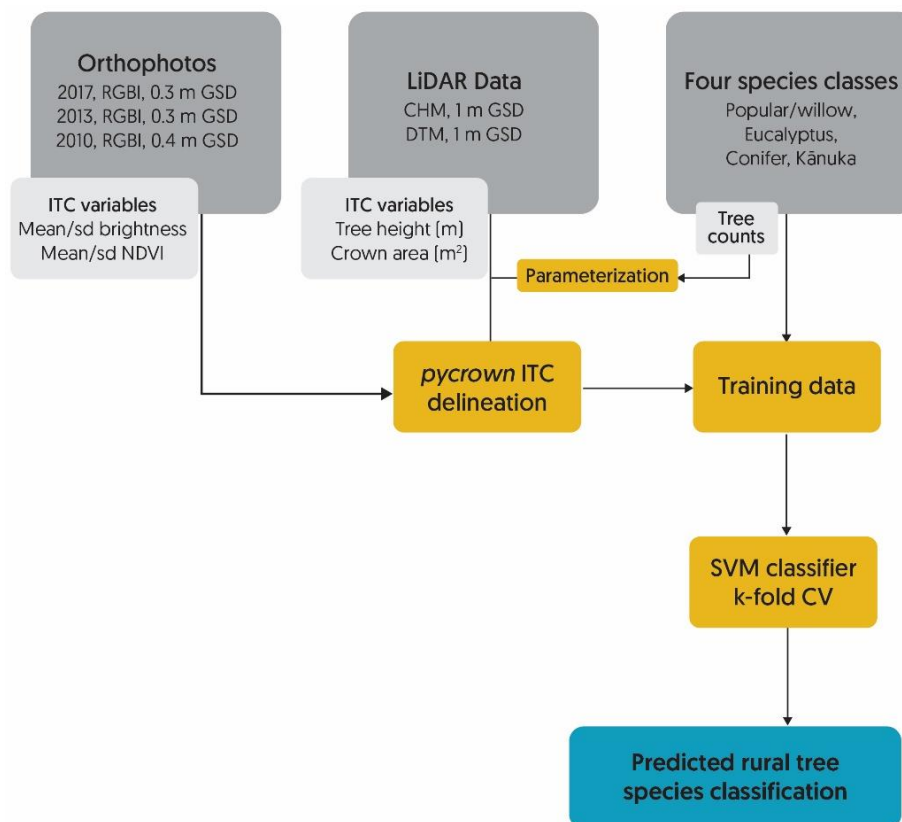 Orthophotos
2017, RGBI, 0.3 m GSD
2013, RGBI, 0.3 m GSD
2010, RGBI, 0.4 m GSD
ITC variables
Mean/sd brightness
Mean/sd NDVI
LiDAR Data
CHM, 1 m GSD
DTM, 1 m GSD
ITC variables
Tree height (m)
Crown area (m²)
Four species classes
Popular/willow,
Eucalyptus,
Conifer, Kānuka
Tree
counts
Parameterization
pycrown ITC
delineation
Training data
SVM classifier
k-fold CV
Predicted rural tree
species classification